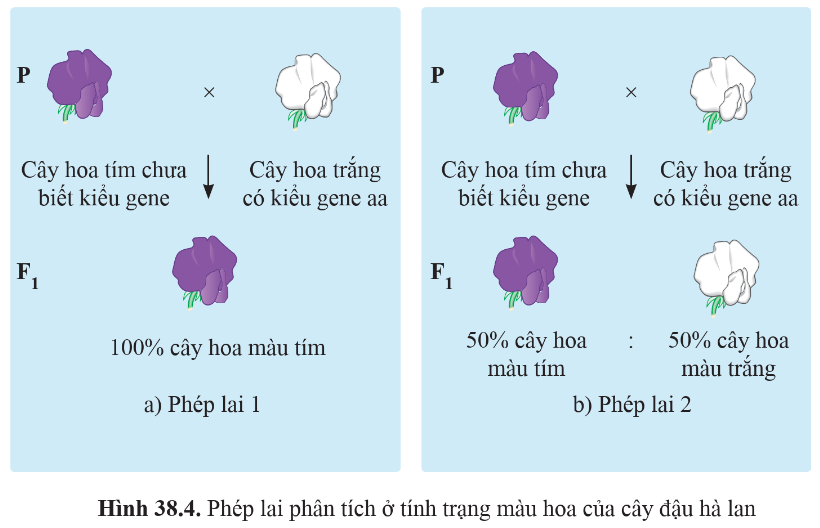 P
×
Cây hoa tím chưa
biết kiểu gene
Cây hoa trắng
có kiểu gene aa
F1
100% cây hoa màu tím
a) Phép lai 1
P
×
Cây hoa tím chưa
biết kiểu gene
Cây hoa trắng
có kiểu gene aa
F1
50% cây hoa
màu tím
:
50% cây hoa
màu trắng
b) Phép lai 2
Hình 38.4. Phép lai phân tích ở tính trạng màu hoa của cây đậu hà lan